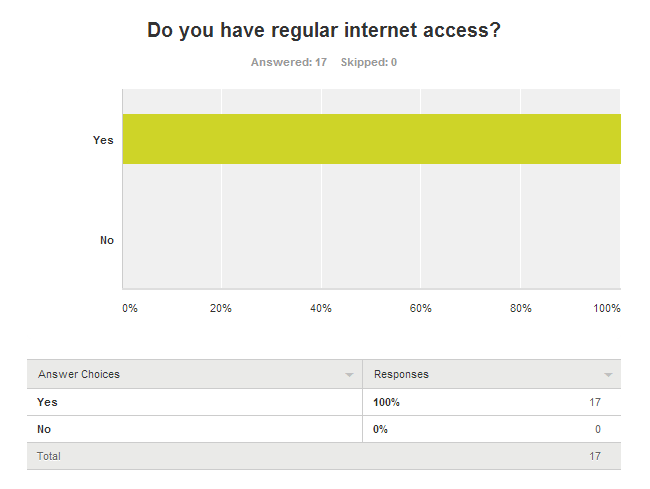 Do you have regular internet access?
Answered: 17 Skipped: 0
Yes
No
0% 20% 40% 60% 80% 100%
Answer Choices Responses
Yes 100% 17
No 0% 0
Total 17